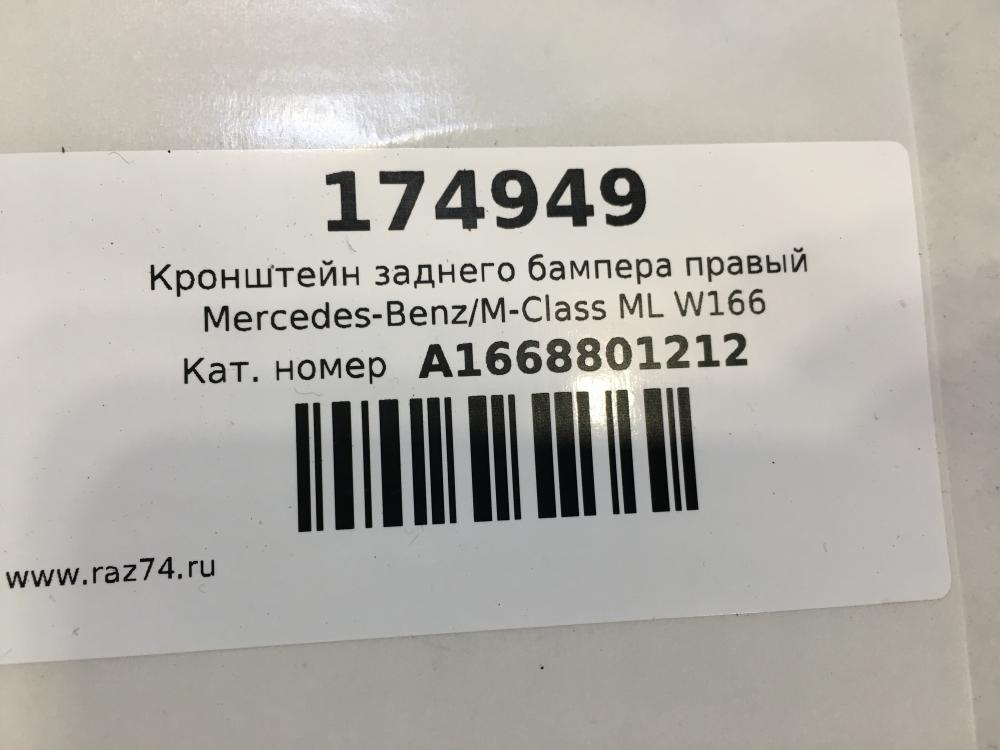 174949
Кронштейн заднего бампера правый
Mercedes-Benz/M-Class ML W166
Кат. номер A1668801212
www.raz74.ru